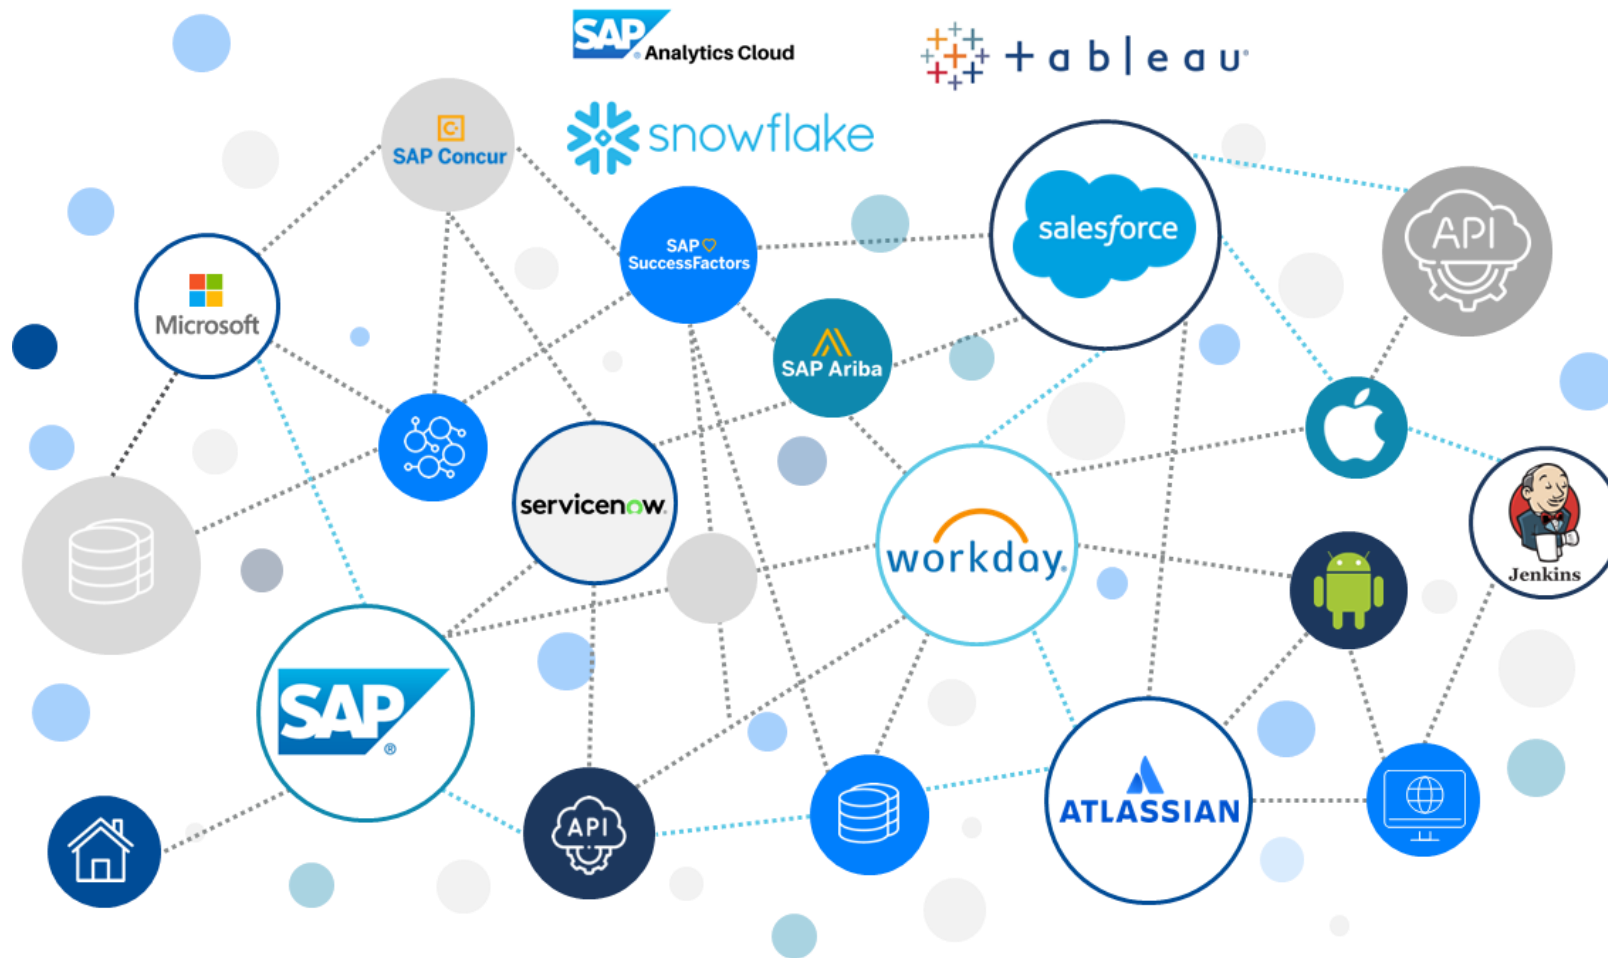 SAP
Analytics Cloud
+ableau
snowflake
SAP Concur
salesforce
API
SAP
SuccessFactors
Microsoft
SAP Ariba
servicenow
workday
Jenkins
SAP
®
API
ATLASSIAN